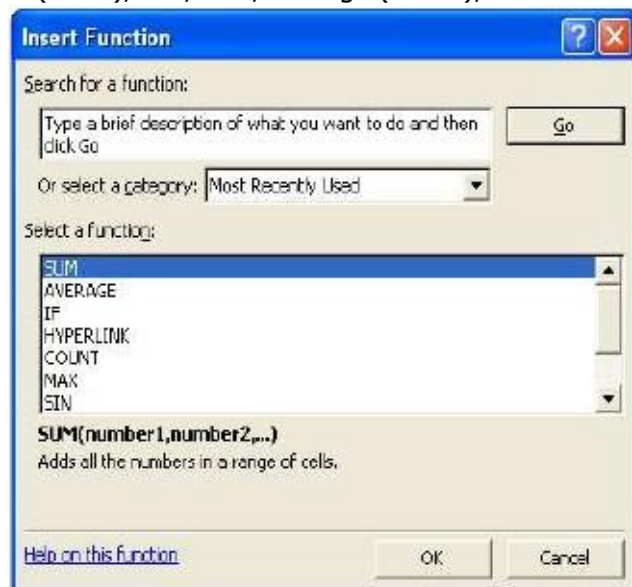 Insert Function
Search for a function:
Type a brief description of what you want to do and then
click Go
Go
Or select a category: Most Recently Used
Select a function:
SUM
AVERAGE
IF
HYPERLINK
COUNT
MAX
SIN
SUM(number1,number2,...)
Adds all the numbers in a range of cells.
Help on this function
OK
Cancel